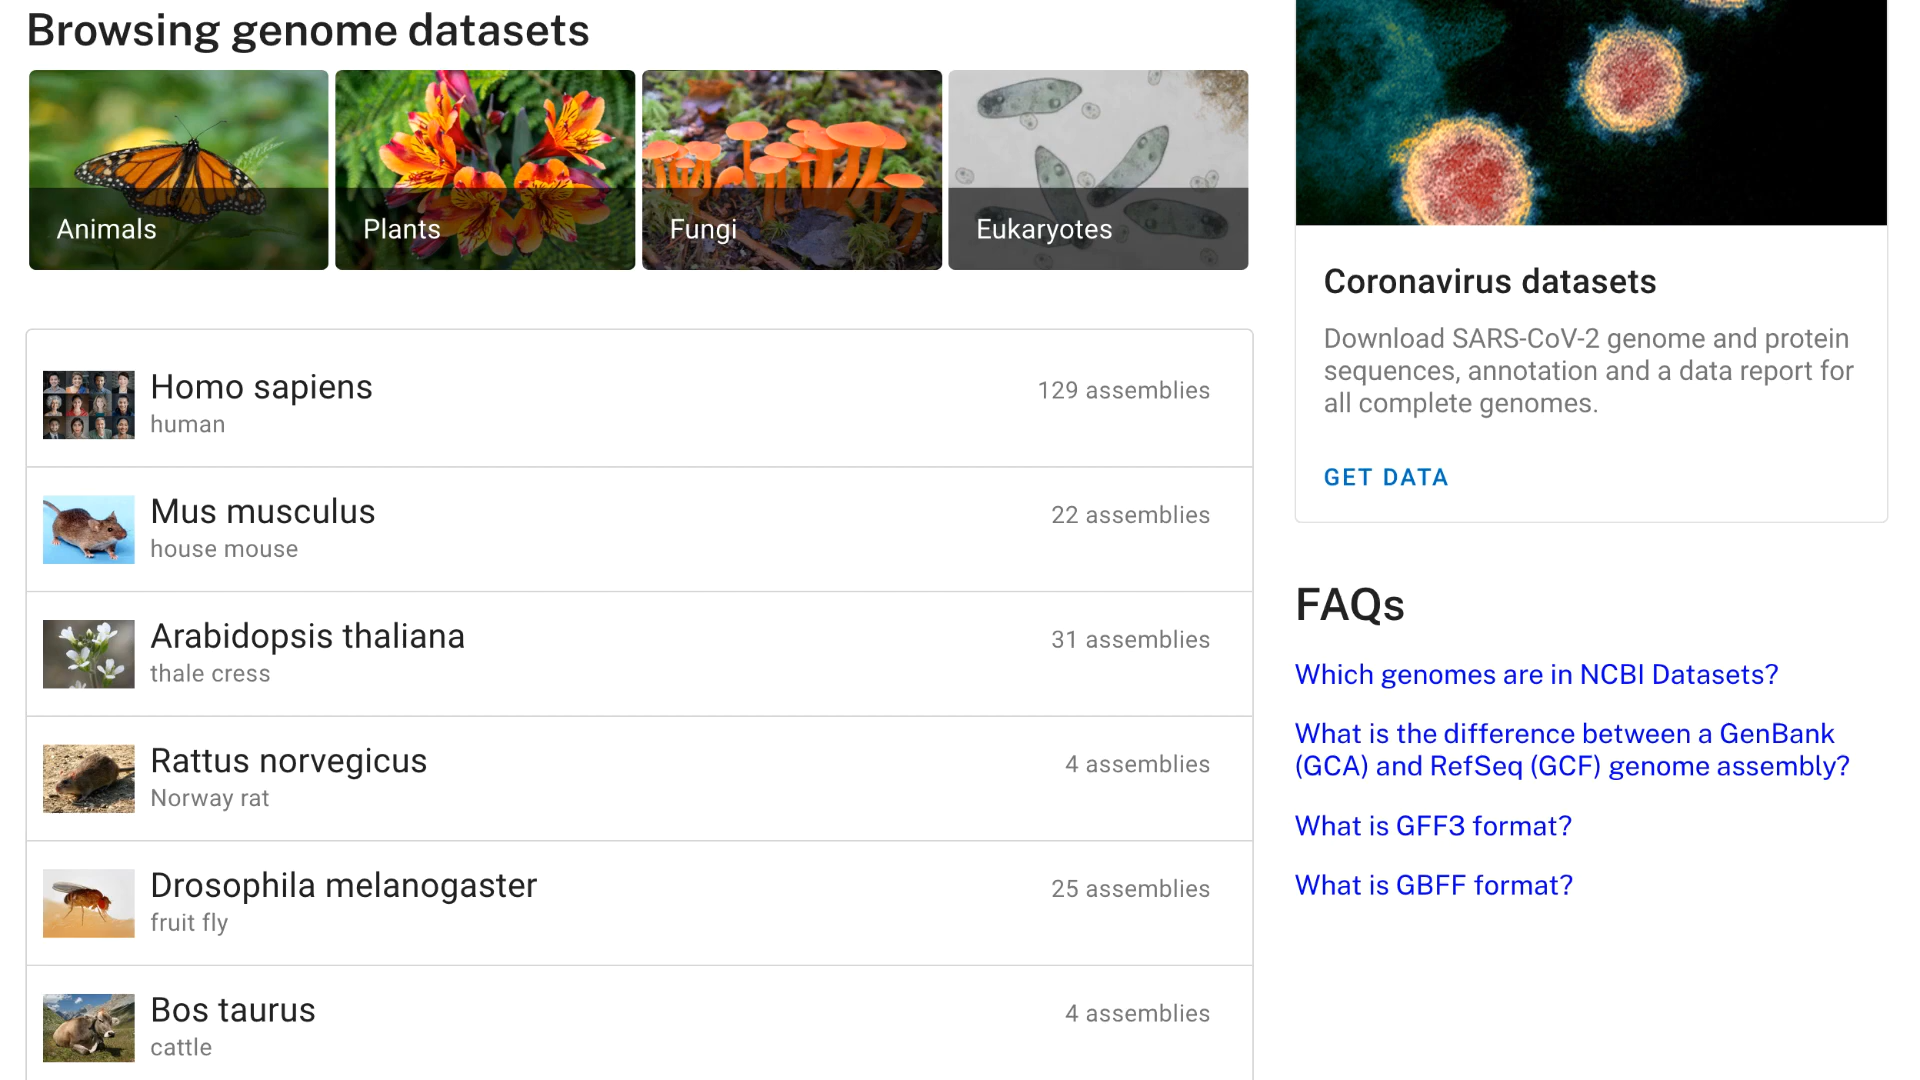 Browsing genome datasets
Animals
Plants
Fungi
Eukaryotes
Homo sapiens
human
129 assemblies
Mus musculus
house mouse
22 assemblies
Arabidopsis thaliana
thale cress
31 assemblies
Rattus norvegicus
Norway rat
4 assemblies
Drosophila melanogaster
fruit fly
25 assemblies
Bos taurus
cattle
4 assemblies
Coronavirus datasets
Download SARS-CoV-2 genome and protein
sequences, annotation and a data report for
all complete genomes.
GET DATA
FAQs
Which genomes are in NCBI Datasets?
What is the difference between a GenBank
(GCA) and RefSeq (GCF) genome assembly?
What is GFF3 format?
What is GBFF format?